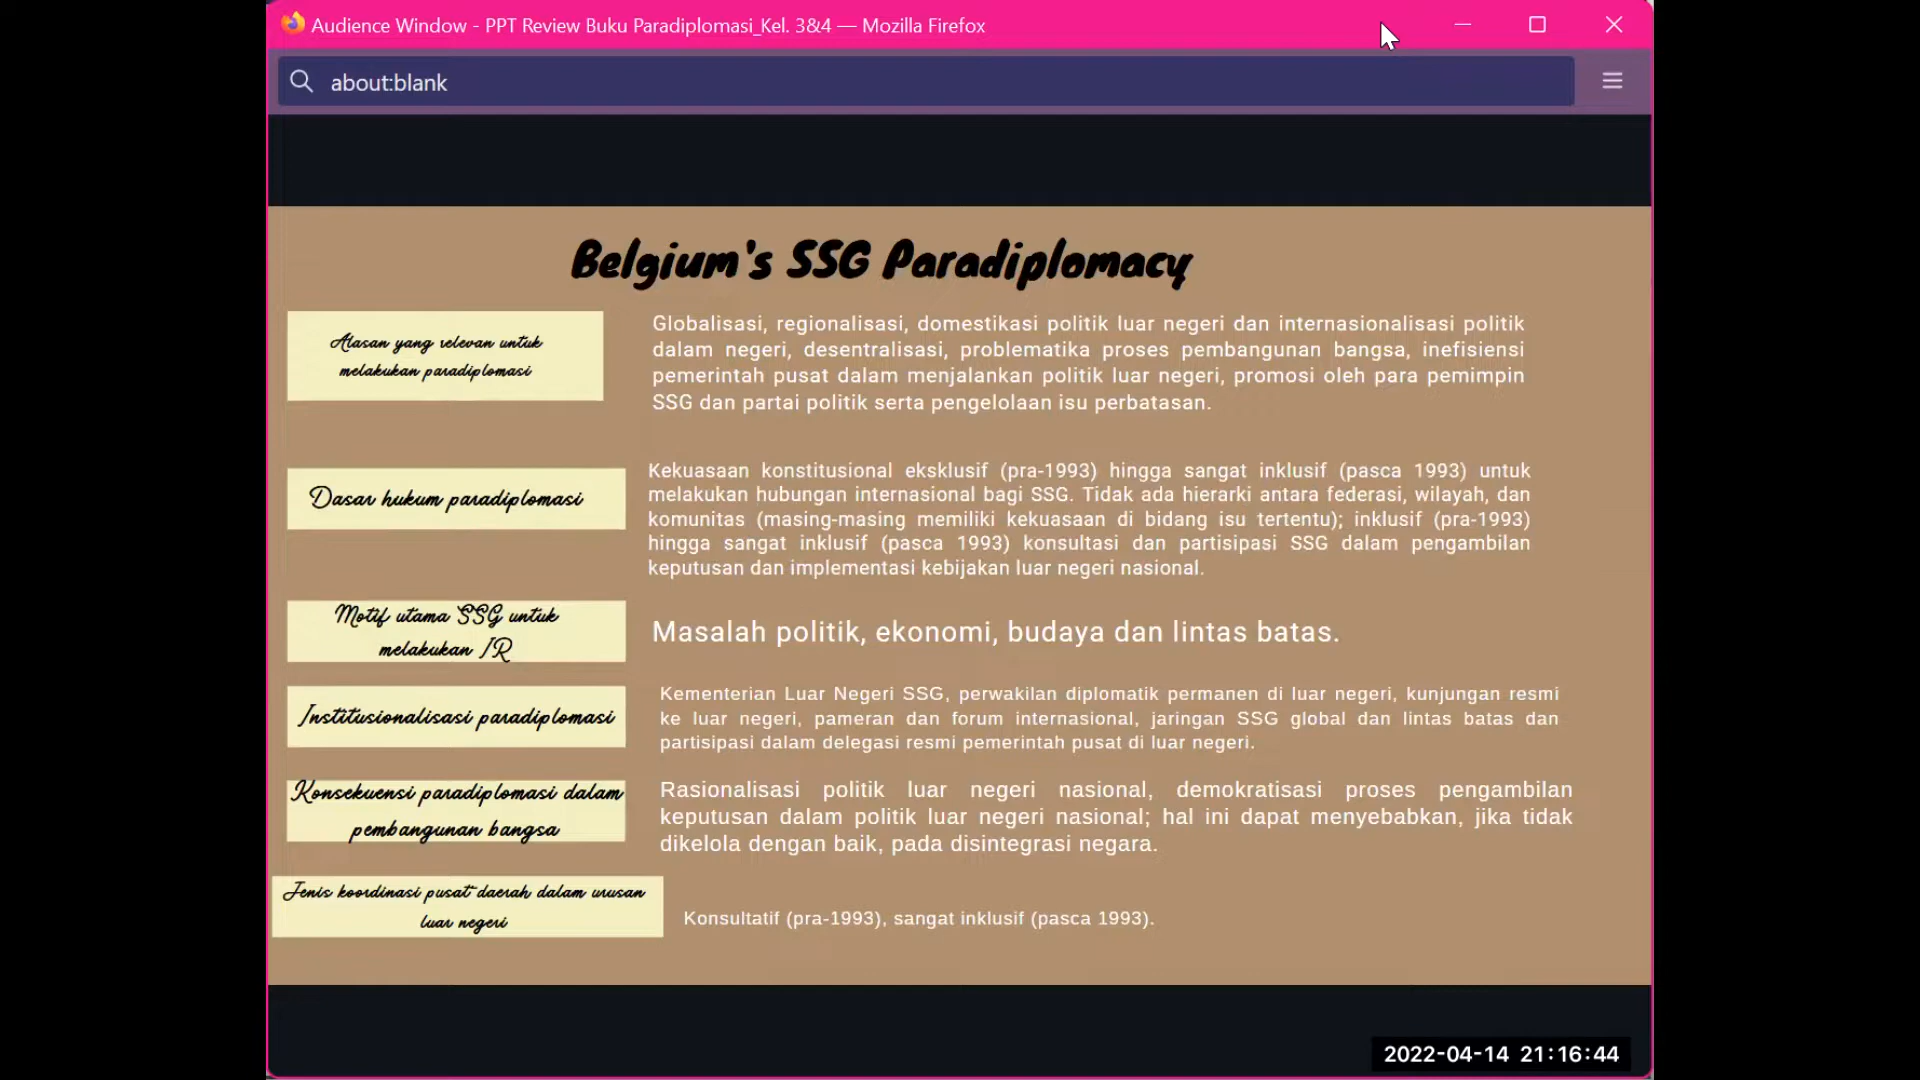 Audience Window - PPT Review Buku Paradiplomasi_Kel. 3&4 — Mozilla Firefox
about:blank
Belgium's SSG Paradiplomacy
Alasan yang relevan untuk
melakukan paradiplomasi
Globalisasi, regionalisasi, domestikasi politik luar negeri dan internasionalisasi politik
dalam negeri, desentralisasi, problematika proses pembangunan bangsa, inefisiensi
pemerintah pusat dalam menjalankan politik luar negeri, promosi oleh para pemimpin
SSG dan partai politik serta pengelolaan isu perbatasan.
Dasar hukum paradiplomasi
Kekuasaan konstitusional eksklusif (pra-1993) hingga sangat inklusif (pasca 1993) untuk
melakukan hubungan internasional bagi SSG. Tidak ada hierarki antara federasi, wilayah, dan
komunitas (masing-masing memiliki kekuasaan di bidang isu tertentu); inklusif (pra-1993)
hingga sangat inklusif (pasca 1993) konsultasi dan partisipasi SSG dalam pengambilan
keputusan dan implementasi kebijakan luar negeri nasional.
Motif utama SSG untuk
melakukan IR
Masalah politik, ekonomi, budaya dan lintas batas.
Institusionalisasi paradiplomasi
Kementerian Luar Negeri SSG, perwakilan diplomatik permanen di luar negeri, kunjungan resmi
ke luar negeri, pameran dan forum internasional, jaringan SSG global dan lintas batas dan
partisipasi dalam delegasi resmi pemerintah pusat di luar negeri.
Konsekuensi paradiplomasi dalam
pembangunan bangsa
Rasionalisasi politik luar negeri nasional, demokratisasi proses pengambilan
keputusan dalam politik luar negeri nasional; hal ini dapat menyebabkan, jika tidak
dikelola dengan baik, pada disintegrasi negara.
Jenis koordinasi pusat daerah dalam urusan
luar negeri
Konsultatif (pra-1993), sangat inklusif (pasca 1993).
2022-04-14 21:16:44